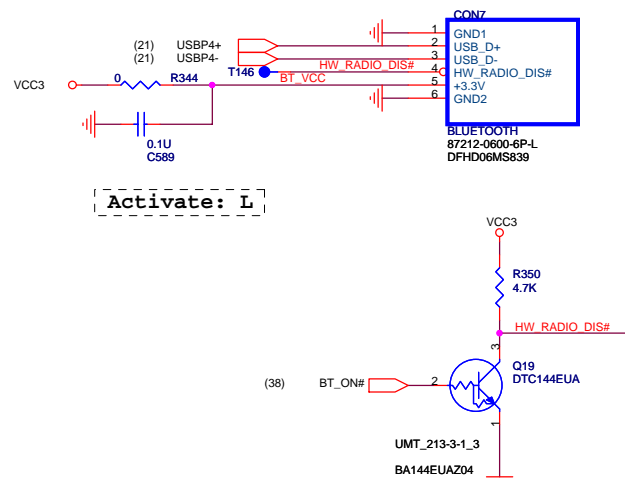 CON7
1 GND1
(21) USBP4+ 2 USB_D+
(21) USBP4- 3 USB_D-
T146 HW_RADIO_DIS# 4 HW_RADIO_DIS#
VCC3 0 R344 BT_VCC 5 +3.3V
6 GND2
0.1U
C589
BLUETOOTH
87212-0600-6P-L
DFHD06MS839
Activate: L
VCC3
R350
4.7K
HW_RADIO_DIS#
3
Q19
DTC144EUA
(38) BT_ON# 2
1
UMT_213-3-1_3
BA144EUAZ04